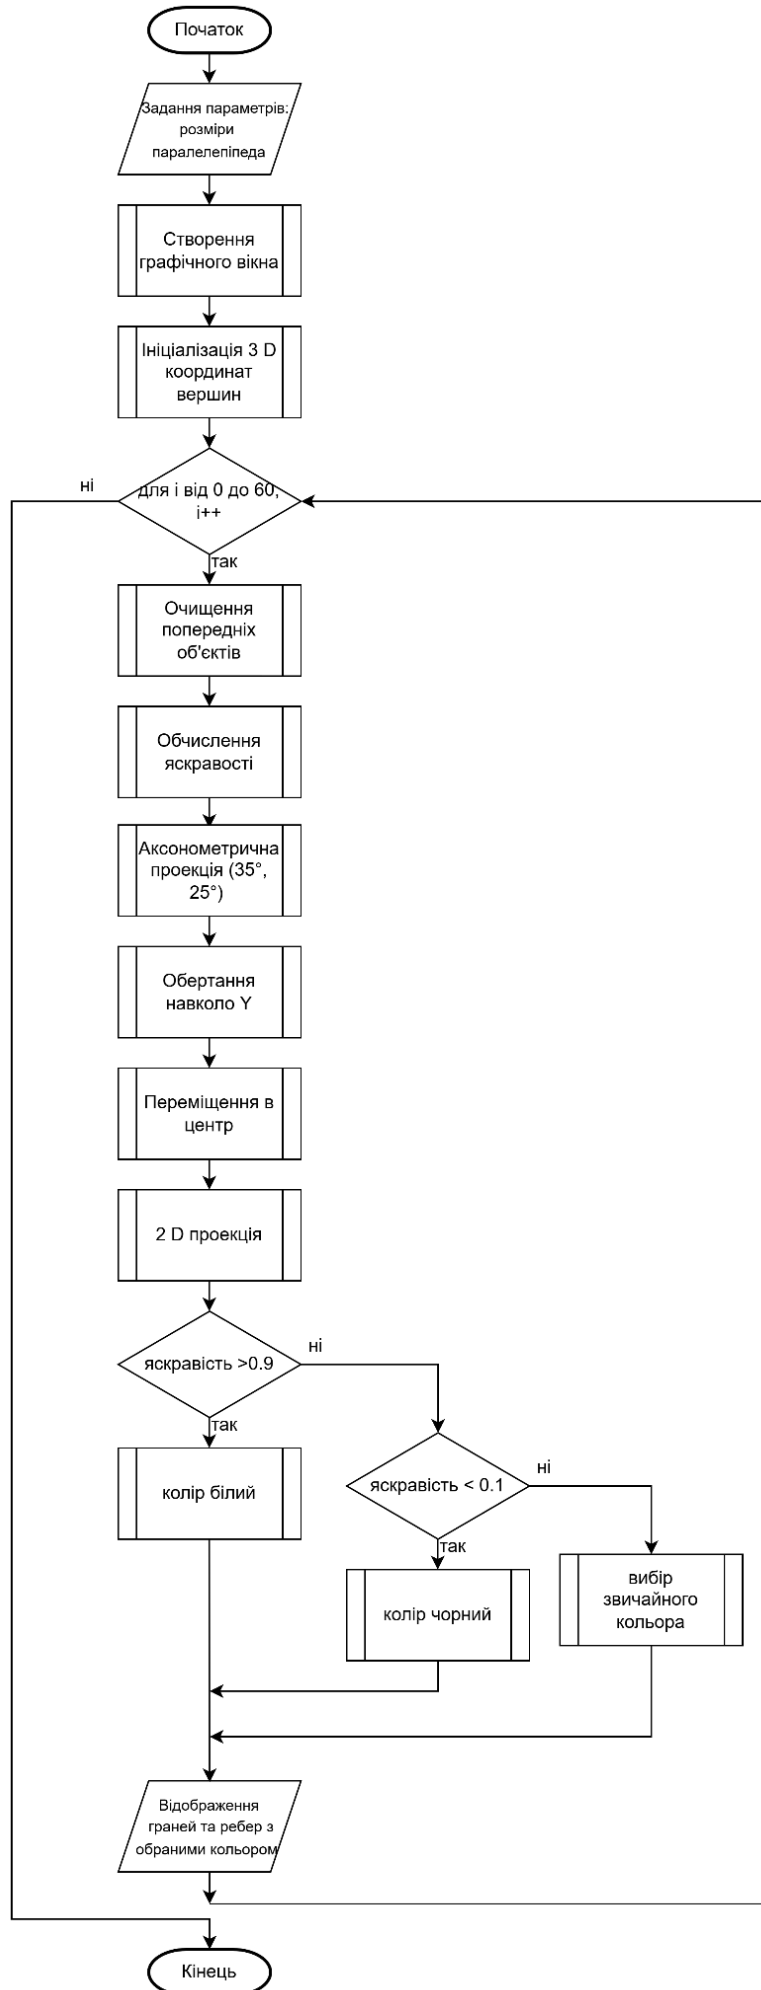 Початок
Задання параметрів:
розміри
паралелепіпеда
Створення
графічного вікна
Ініціалізація 3 D
координат
вершин
ні
для і від 0 до 60,
і++
так
Очищення
попередніх
об'єктів
Обчислення
яскравості
Аксонометрична
проекція (35°,
25°)
Обертання
навколо Y
Переміщення в
центр
2 D проекція
яскравість >0.9
ні
так
колір білий
яскравість < 0.1
ні
так
колір чорний
вибір
звичайного
кольора
Відображення
граней та ребер з
обраними кольором
Кінець